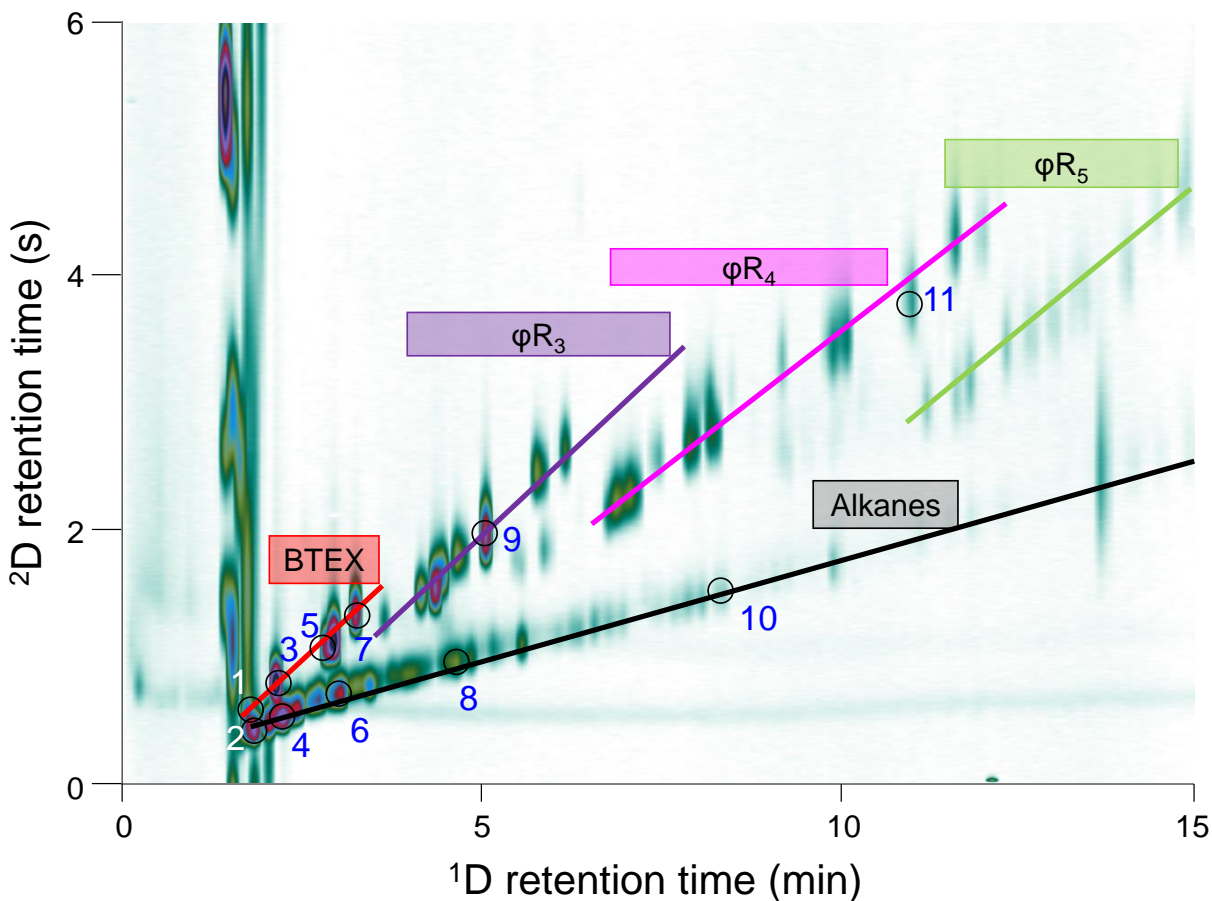 6
φR₅
4
φR₄
11
φR₃
Alkanes
2
9
BTEX
10
5
3
7
1
8
6
2
4
0
0
5
10
15
²D retention time (s)
¹D retention time (min)